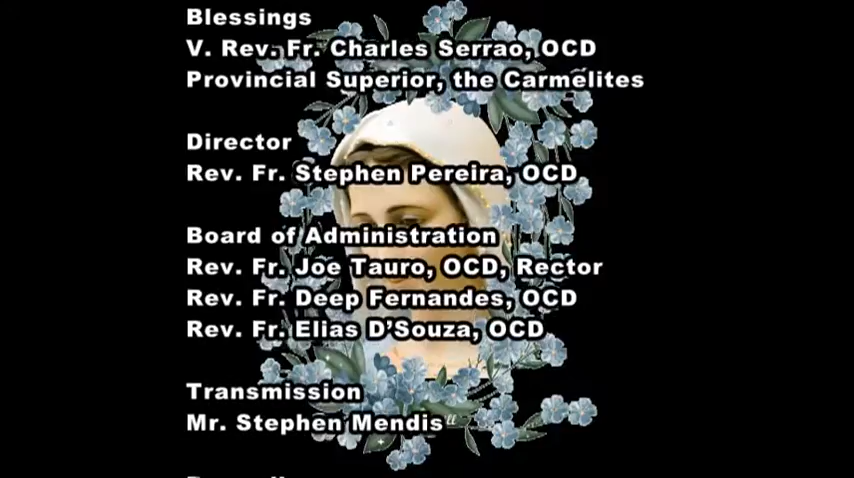 Blessings
V. Rev. Fr. Charles Serrao, OCD
Provincial Superior, the Carmelites
Director
Rev. Fr. Stephen Pereira, OCD
Board of Administration
Rev. Fr. Joe Tauro, OCD, Rector
Rev. Fr. Deep Fernandes, OCD
Rev. Fr. Elias D’Souza, OCD
Transmission
Mr. Stephen Mendis